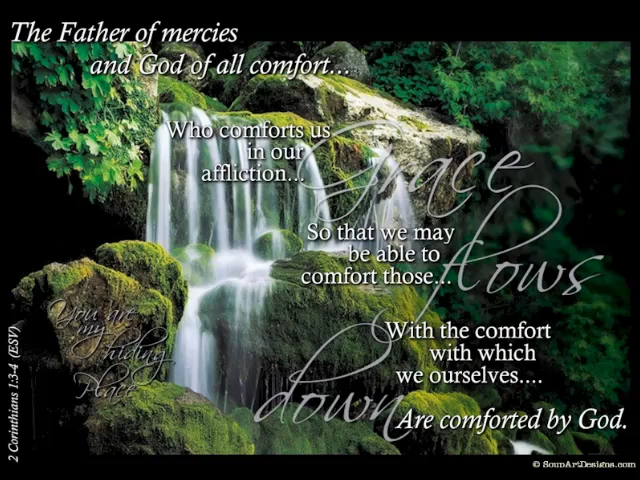 The Father of mercies
and God of all comfort...
Who comforts us
in our
affliction...
Grace
So that we may
be able to
comfort those...
flows
You are
my
hiding
Place
With the comfort
with which
we ourselves....
down
Are comforted by God.
2 Corinthians 1:3-4 (ESV)
© SounArtDesigns.com